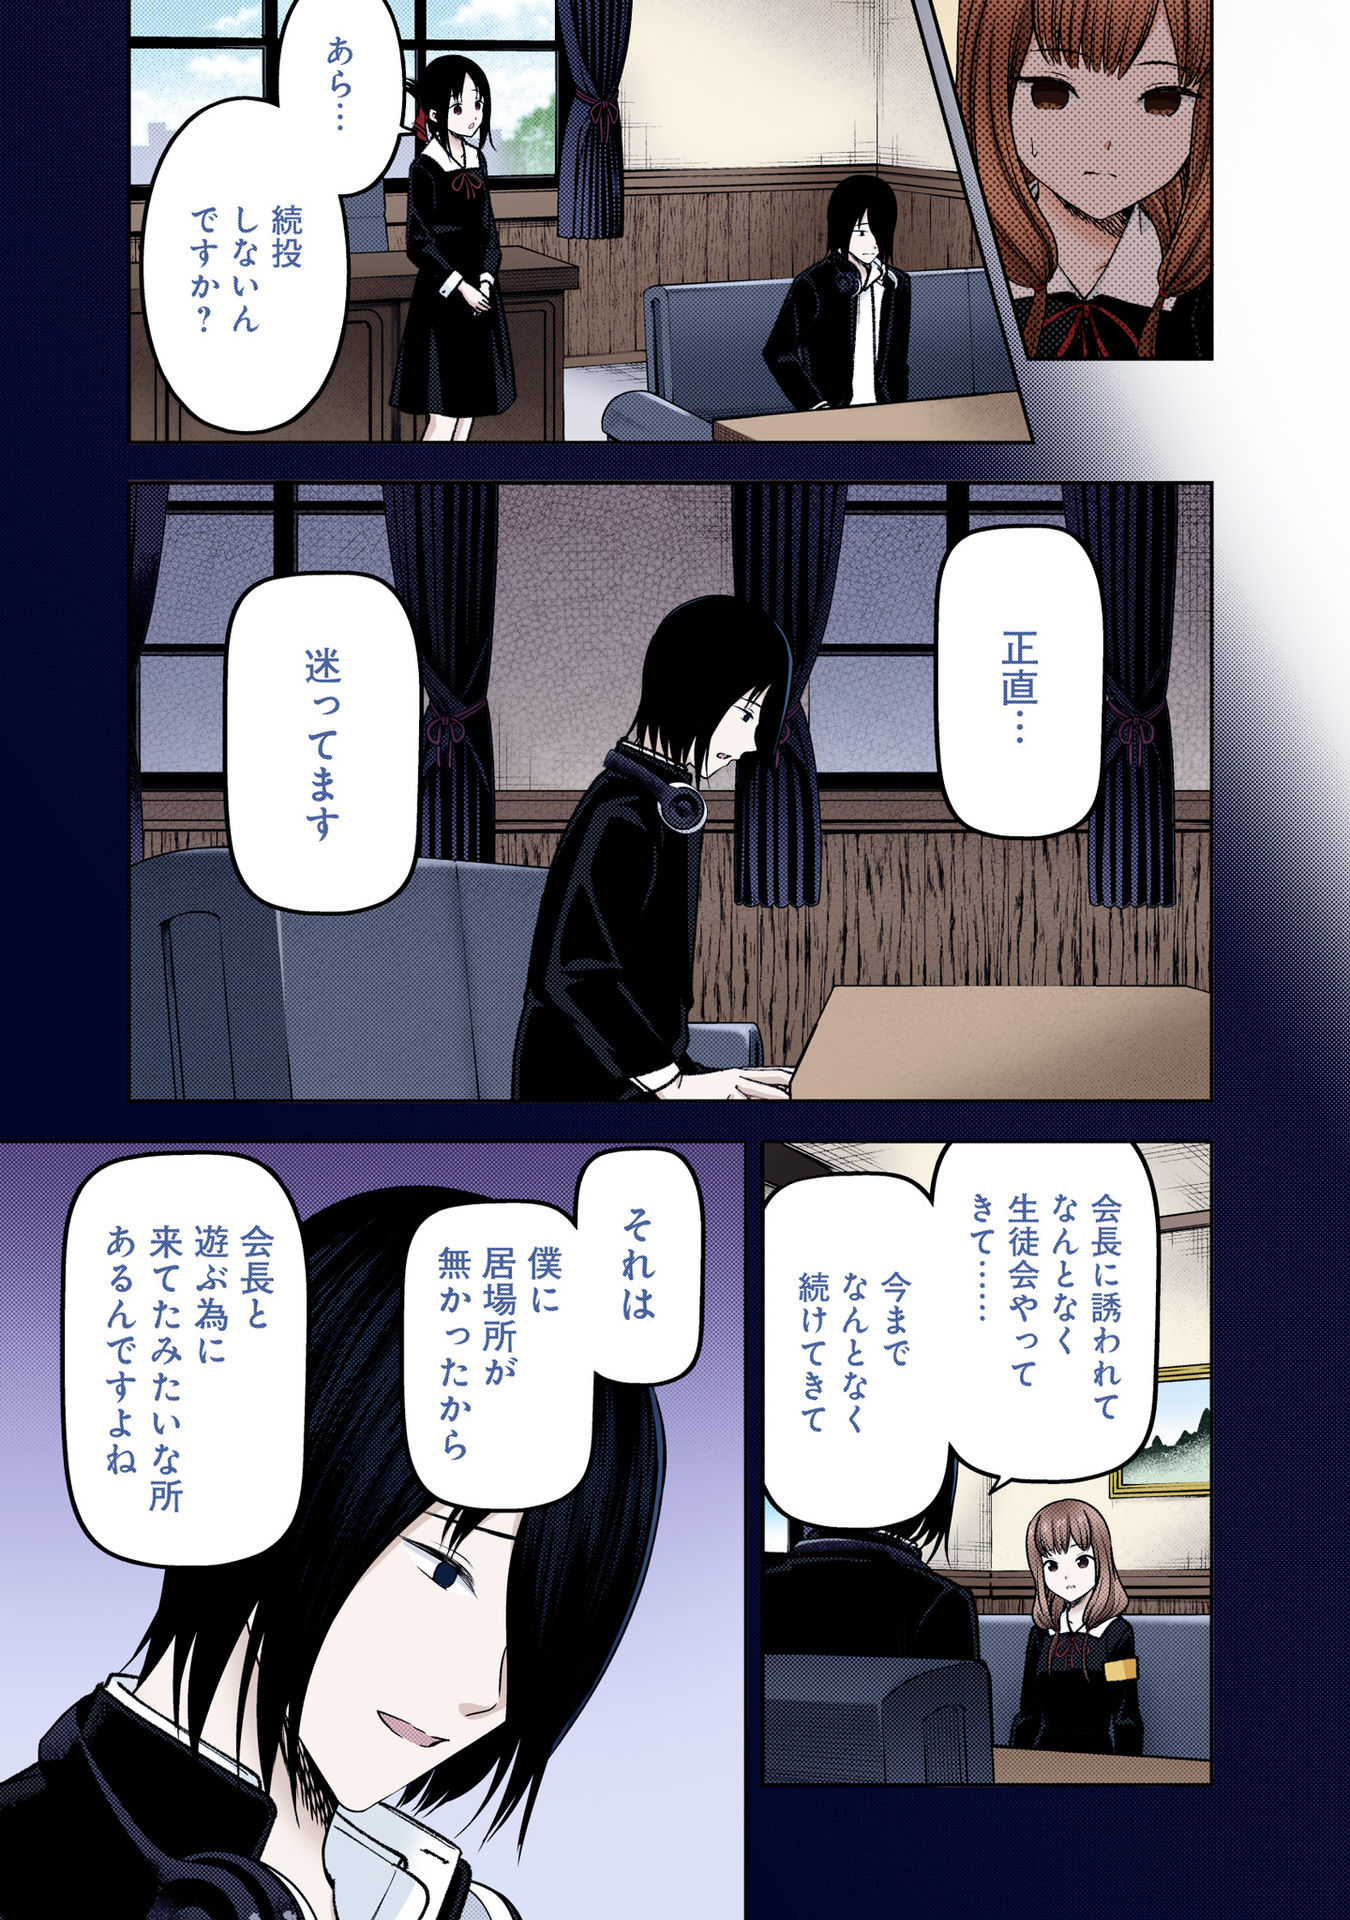 あら…
続投
しないん
ですか?
正直…
迷ってます
会長に誘われて
なんとなく
生徒会やって
きて……
今まで
なんとなく
続けてきて
それは
僕に
居場所が
無かったから
会長と
遊ぶ為に
来てたみたいな所
あるんですよね